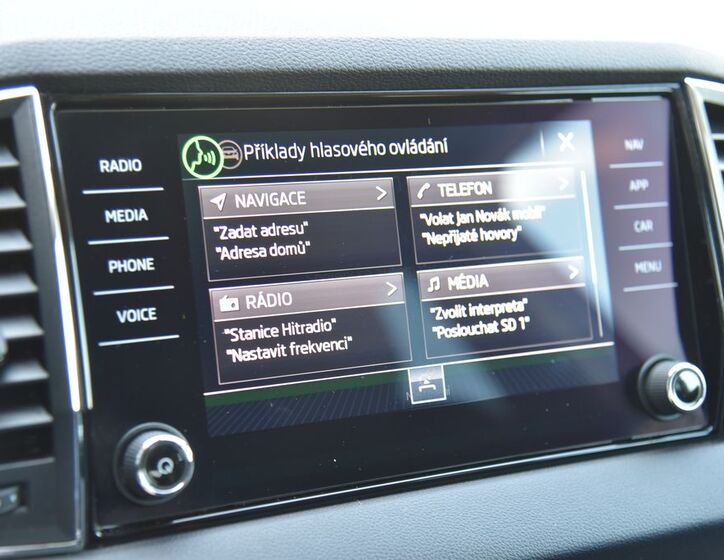 RADIO
MEDIA
PHONE
VOICE
Příklady hlasového ovládání
NAVIGACE
"Zadat adresu"
"Adresa domů"
TELEFON
"Volat Jan Novák mobil"
"Nepřijaté hovory"
RÁDIO
"Stanice Hitradio"
"Nastavit frekvenci"
MÉDIA
"Zvolit interpreta"
"Poslouchat SD 1"
NAV
APP
CAR
MENU